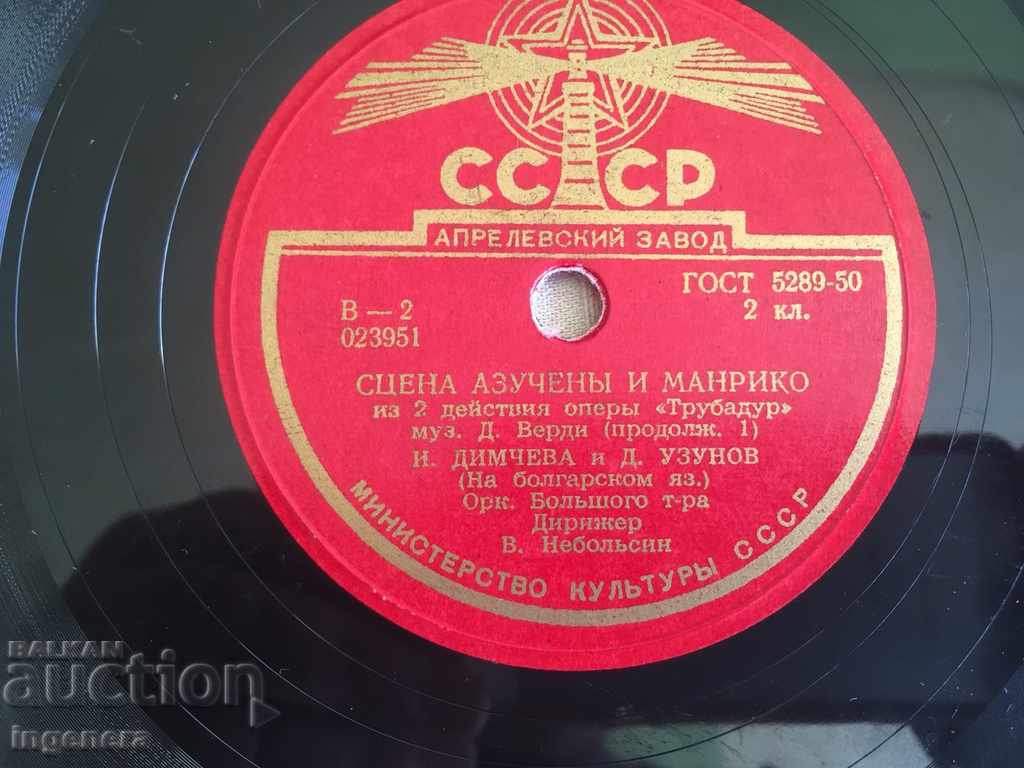 СССР
АПРЕЛЕВСКИЙ ЗАВОД
ГОСТ 5289-50
2 кл.
В — 2
023951
СЦЕНА АЗУЧЕНЫ И МАНРИКО
из 2 действия оперы «Трубадур»
муз. Д. Верди (продолж. 1)
И. ДИМЧЕВА и Д. УЗУНОВ
(На болгарском яз.)
Орк. Большого т-ра
Дирижер
В. Небольсин
МИНИСТЕРСТВО КУЛЬТУРЫ СССР
BALKAN
auction
ingenera